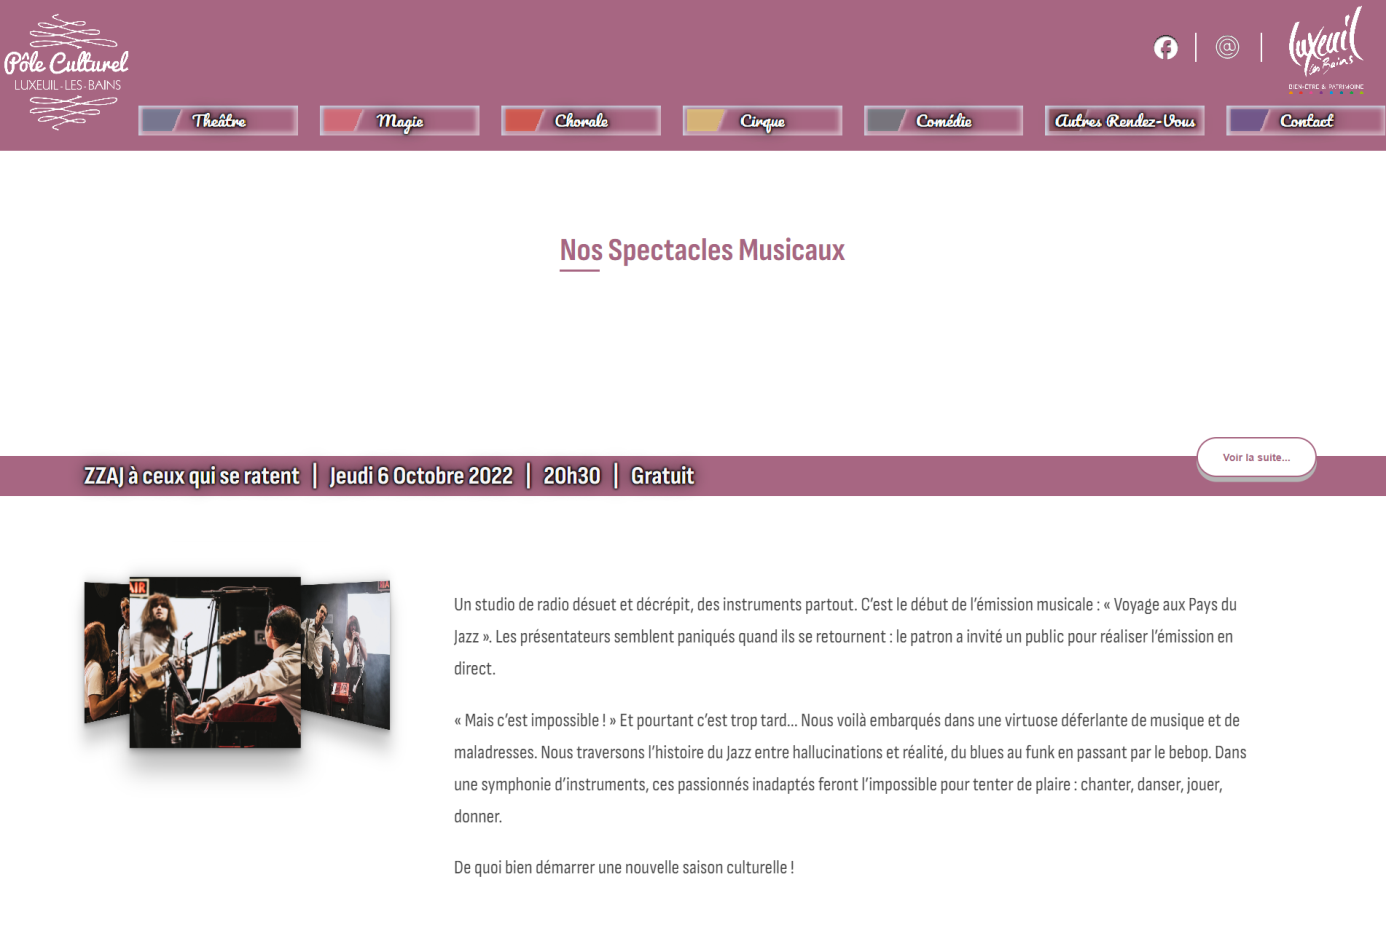 Pôle Culturel
LUXEUIL-LES-BAINS
Luxeuil
les Bains
BIEN-ÊTRE & PATRIMOINE
Theâtre
Magie
Chorale
Cirque
Comédie
Autres Rendez-Vous
Contact
Nos Spectacles Musicaux
Voir la suite...
ZZAJ à ceux qui se ratent | Jeudi 6 Octobre 2022 | 20h30 | Gratuit
AIR
Un studio de radio désuet et décrépit, des instruments partout. C’est le début de l’émission musicale : « Voyage aux Pays du
Jazz ». Les présentateurs semblent paniqués quand ils se retournent : le patron a invité un public pour réaliser l’émission en
direct.
« Mais c’est impossible ! » Et pourtant c’est trop tard… Nous voilà embarqués dans une virtuose déferlante de musique et de
maladresses. Nous traversons l’histoire du Jazz entre hallucinations et réalité, du blues au funk en passant par le bebop. Dans
une symphonie d’instruments, ces passionnés inadaptés feront l’impossible pour tenter de plaire : chanter, danser, jouer,
donner.
De quoi bien démarrer une nouvelle saison culturelle !